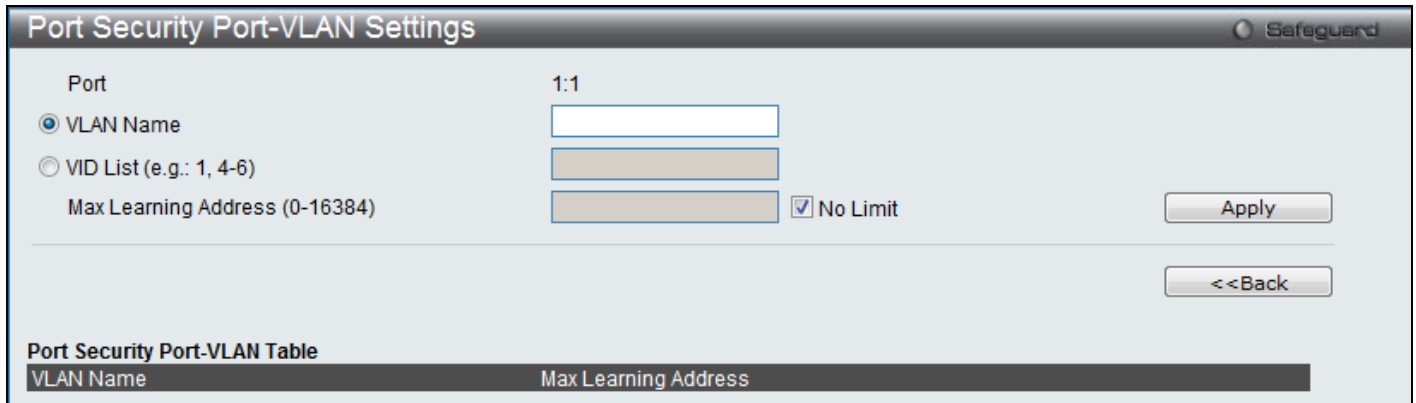 Port Security Port-VLAN Settings
Safeguard
Port 1:1
VLAN Name
VID List (e.g.: 1, 4-6)
Max Learning Address (0-16384) No Limit Apply
<<Back
Port Security Port-VLAN Table
VLAN Name Max Learning Address